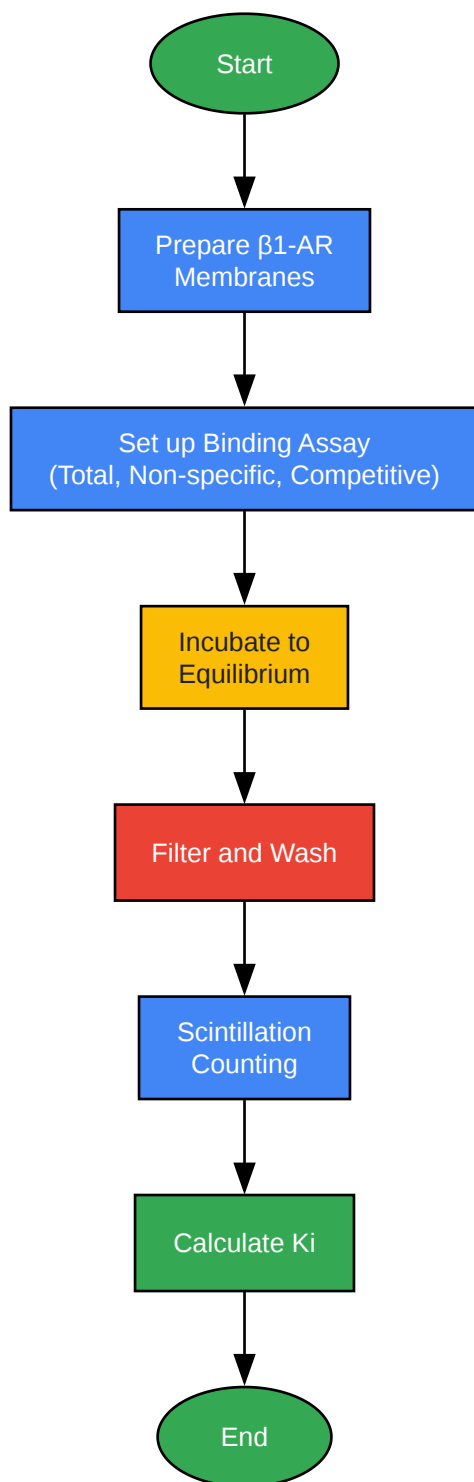 Start
Prepare β1-AR
Membranes
Set up Binding Assay
(Total, Non-specific, Competitive)
Incubate to
Equilibrium
Filter and Wash
Scintillation
Counting
Calculate Ki
End